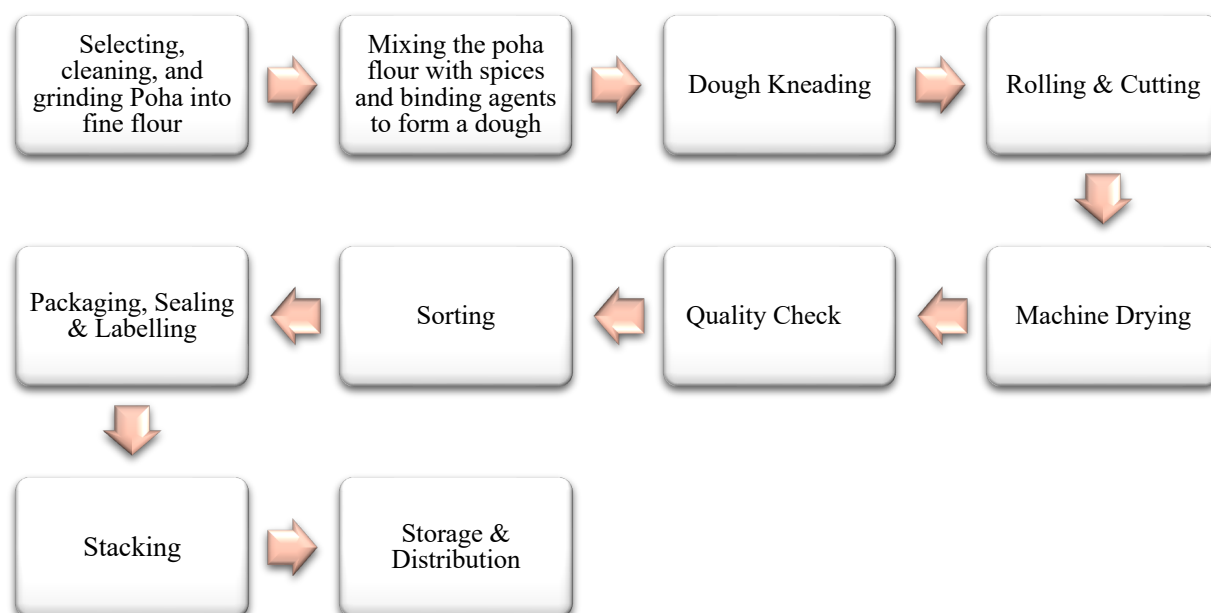 Selecting,
cleaning, and
grinding Poha into
fine flour
Mixing the poha
flour with spices
and binding agents
to form a dough
Dough Kneading
Rolling & Cutting
Machine Drying
Quality Check
Sorting
Packaging, Sealing
& Labelling
Stacking
Storage &
Distribution